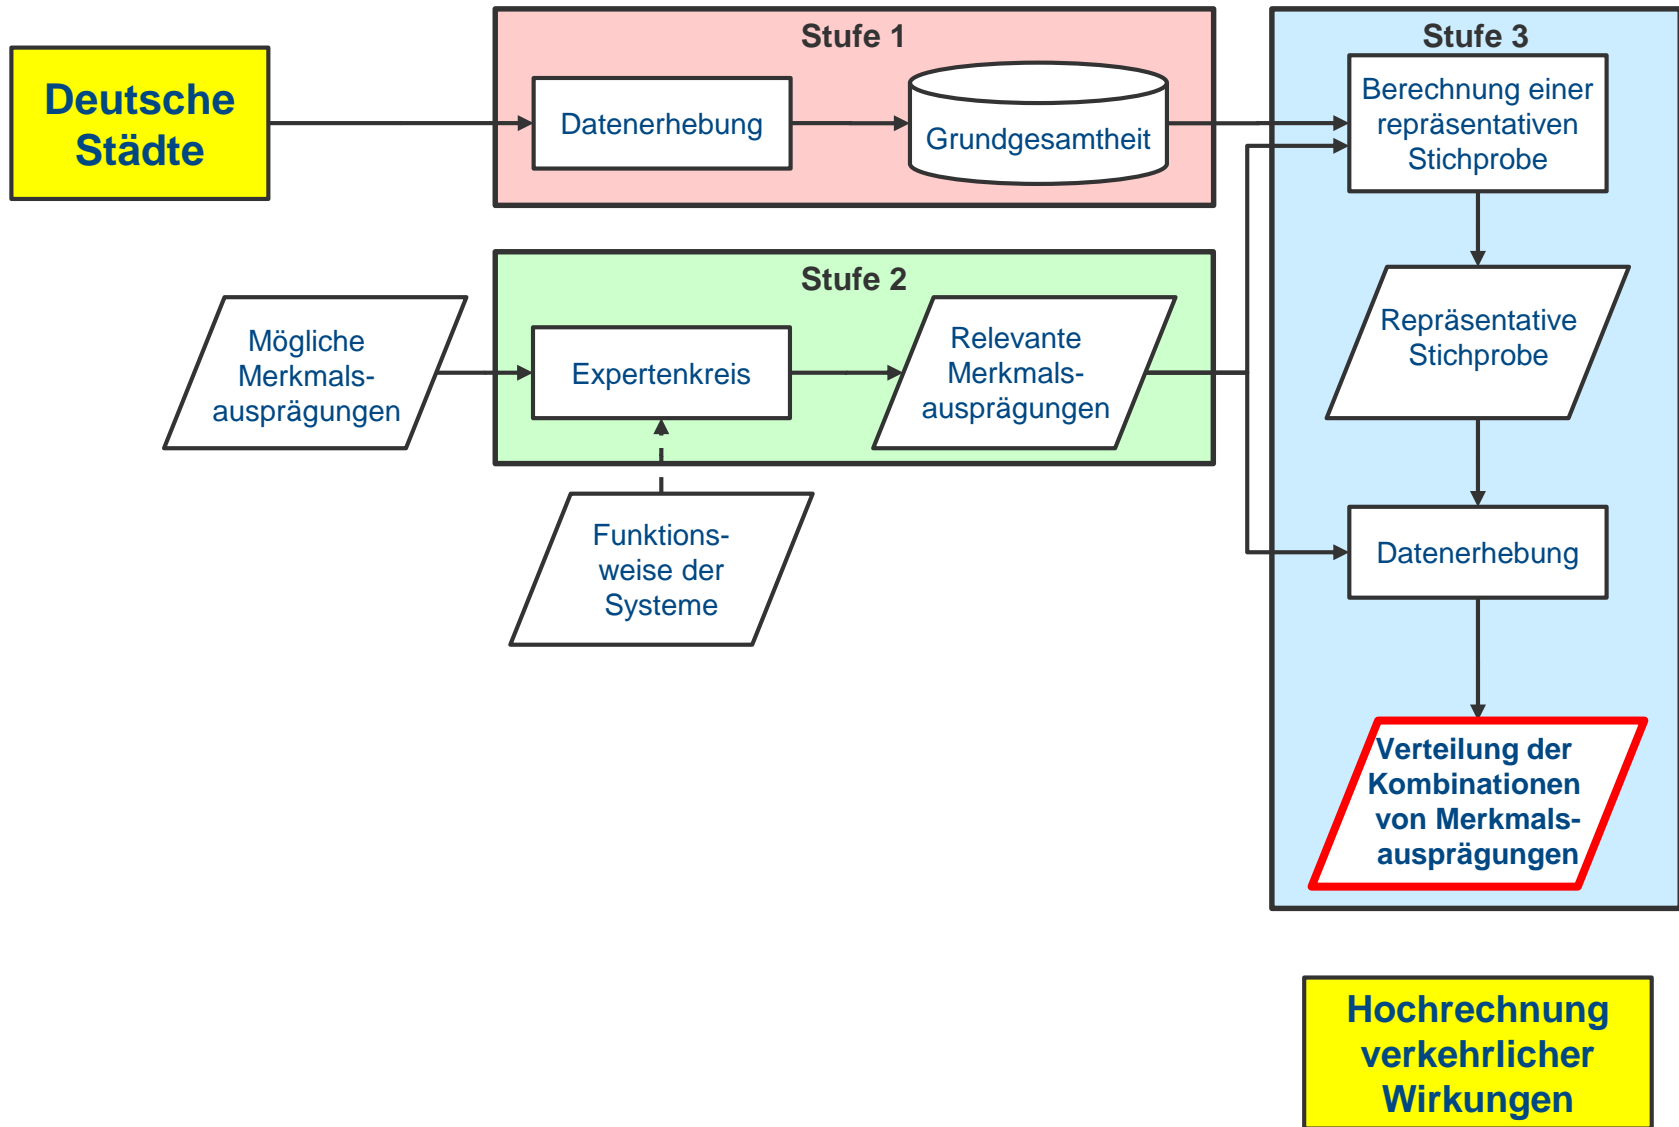 Deutsche
Städte
Stufe 1
Datenerhebung
Grundgesamtheit
Stufe 2
Mögliche
Merkmals-
ausprägungen
Expertenkreis
Relevante
Merkmals-
ausprägungen
Funktions-
weise der
Systeme
Stufe 3
Berechnung einer
repräsentativen
Stichprobe
Repräsentative
Stichprobe
Datenerhebung
Verteilung der
Kombinationen
von Merkmals-
ausprägungen
Hochrechnung
verkehrlicher
Wirkungen